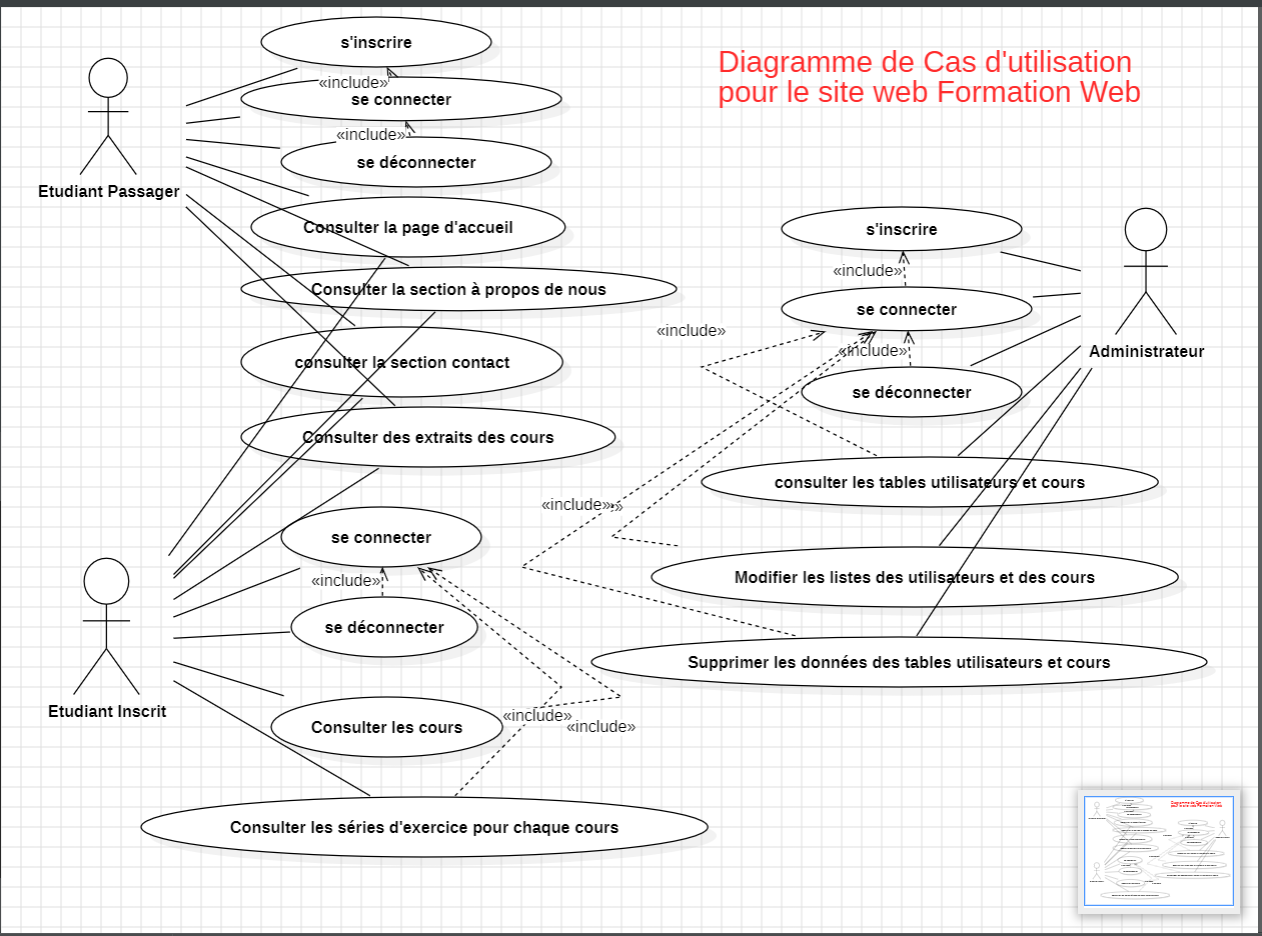 Diagramme de Cas d'utilisation
pour le site web Formation Web
s'inscrire
«include»
se connecter
«include»
se déconnecter
Etudiant Passager
Consulter la page d'accueil
Consulter la section à propos de nous
consulter la section contact
Consulter des extraits des cours
s'inscrire
«include»
se connecter
«include»
«include»
se déconnecter
Administrateur
consulter les tables utilisateurs et cours
«include»
Modifier les listes des utilisateurs et des cours
Supprimer les données des tables utilisateurs et cours
se connecter
«include»
se déconnecter
Etudiant Inscrit
Consulter les cours
«include»
«include»
Consulter les séries d'exercice pour chaque cours